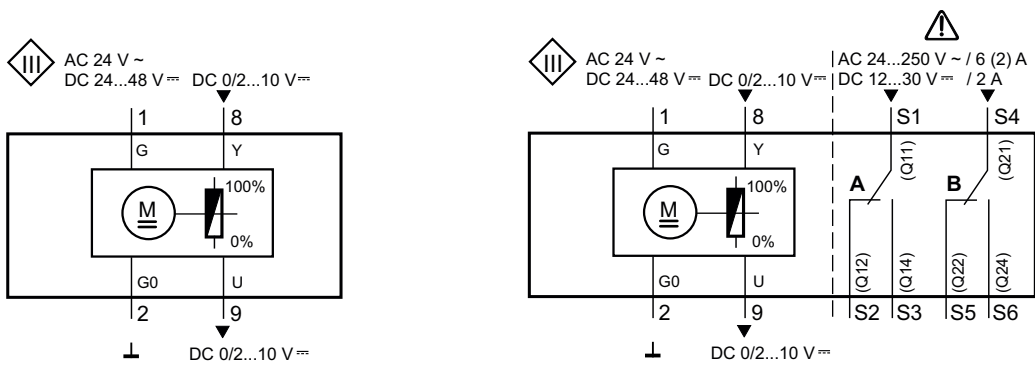 III
AC 24 V ~
DC 24...48 V ⎓ DC 0/2...10 V ⎓
1 8
G Y
100%
M
0%
G0 U
2 9
DC 0/2...10 V ⎓
III
AC 24 V ~
DC 24...48 V ⎓ DC 0/2...10 V ⎓
AC 24...250 V ~ / 6 (2) A
DC 12...30 V ⎓ / 2 A
1 8 S1 S4
G Y (Q11) (Q21)
100%
M
0%
A B
G0 U (Q12) (Q14) (Q22) (Q24)
2 9 S2 S3 S5 S6
DC 0/2...10 V ⎓